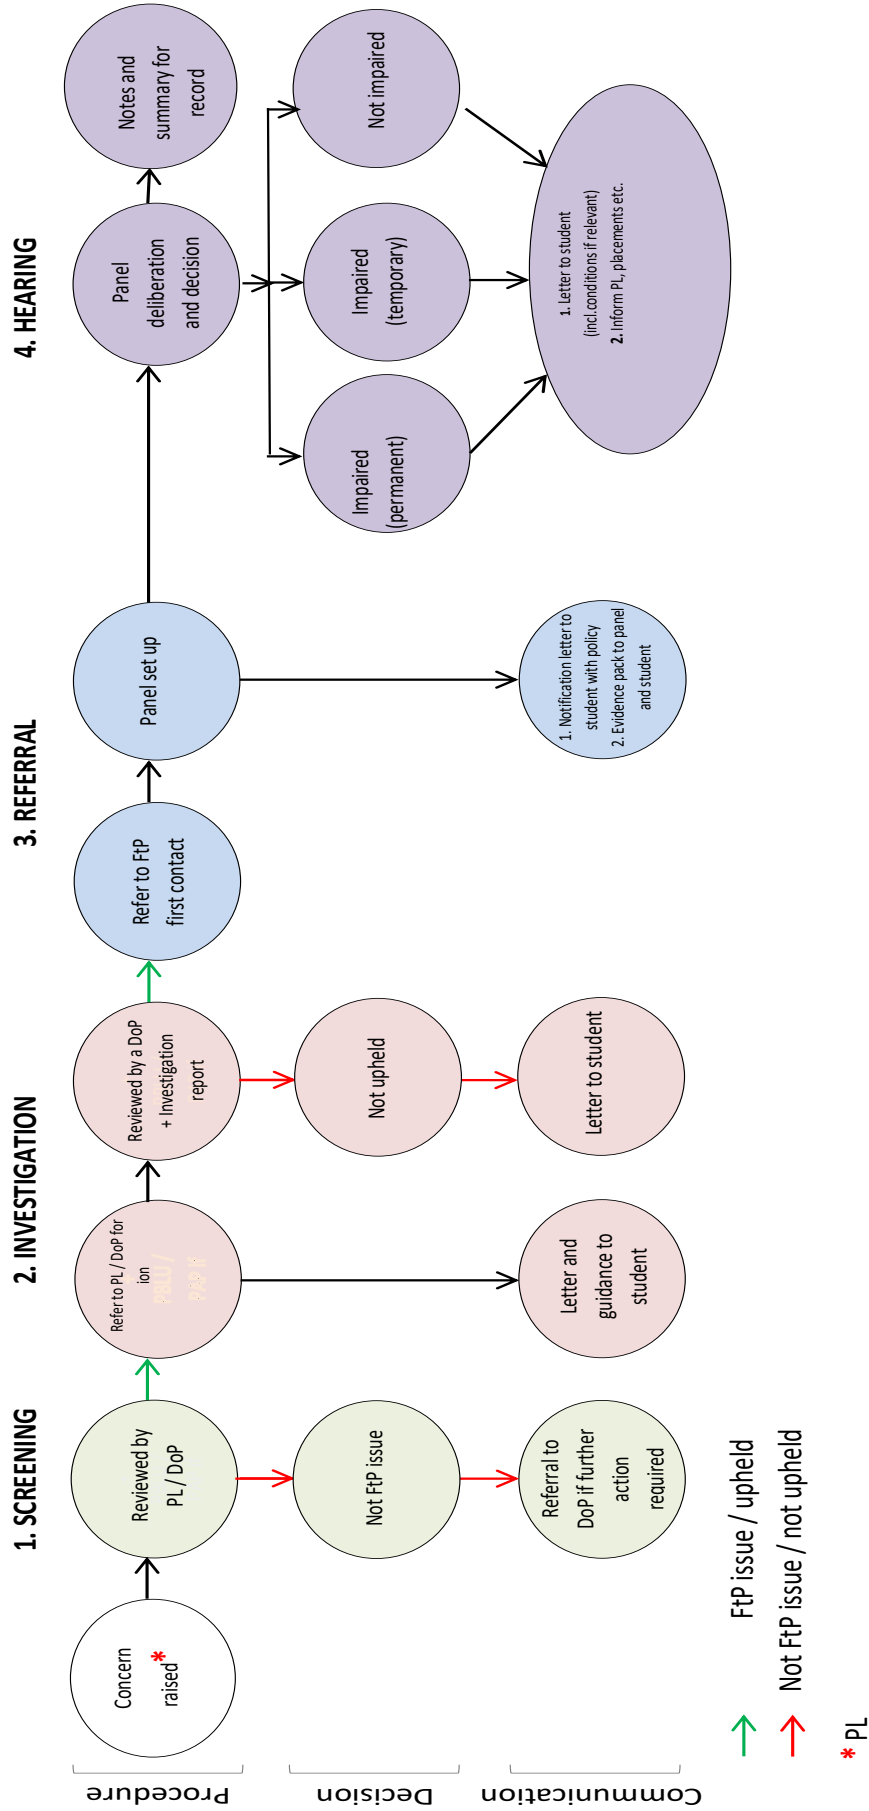 1. SCREENING
2. INVESTIGATION
3. REFERRAL
4. HEARING
Procedure
Concern
raised*
Reviewed by
PL / DoP
Refer to PL / DoP for
ion
PBLU /
PAP II
Reviewed by a DoP
+ Investigation
report
Refer to FtP
first contact
Panel set up
Panel
deliberation
and decision
Notes and
summary for
record
Decision
Not FtP issue
Not upheld
Impaired
(permanent)
Impaired
(temporary)
Not impaired
Communication
Referral to
DoP if further
action
required
Letter and
guidance to
student
Letter to student
1. Notification letter to
student with policy
2. Evidence pack to panel
and student
1. Letter to student
(incl.conditions if relevant)
2. Inform PL, placements etc.
FtP issue / upheld
Not FtP issue / not upheld
* PL